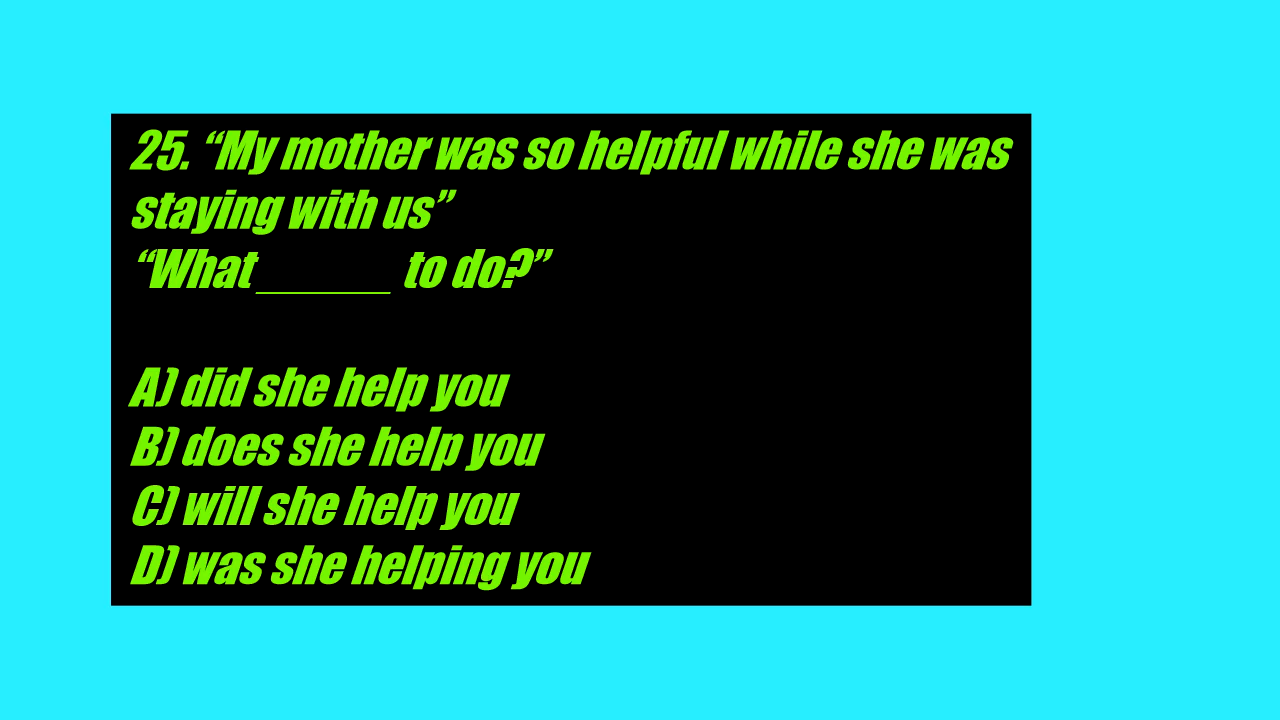 25. “My mother was so helpful while she was
staying with us”
“What ______ to do?”
A) did she help you
B) does she help you
C) will she help you
D) was she helping you